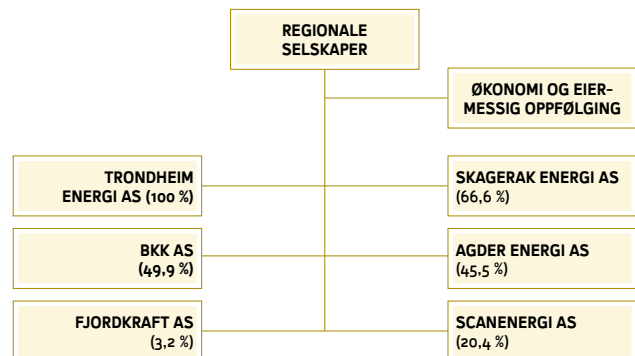 REGIONALE
SELSKAPER
ØKONOMI OG EIER-
MESSIG OPPFØLGING
TRONDHEIM
ENERGI AS (100 %)
SKAGERAK ENERGI AS
(66,6 %)
BKK AS
(49,9 %)
AGDER ENERGI AS
(45,5 %)
FJORDKRAFT AS
(3,2 %)
SCANENERGI AS
(20,4 %)